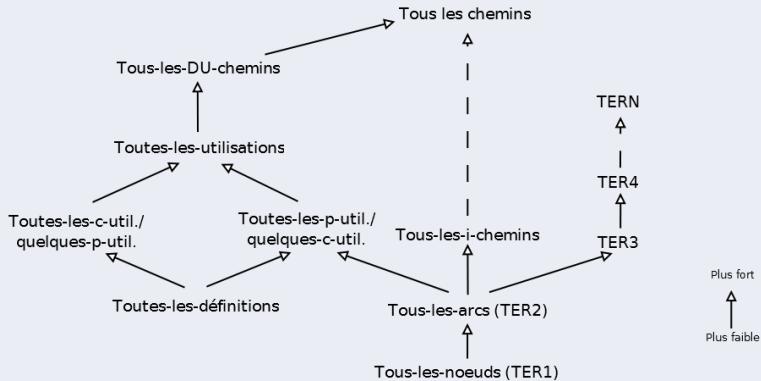 Tous les chemins
Tous-les-DU-chemins
TERN
Toutes-les-utilisations
TER4
Toutes-les-c-util./
quelques-p-util.
Toutes-les-p-util./
quelques-c-util.
Tous-les-i-chemins
TER3
Plus fort
Toutes-les-définitions
Tous-les-arcs (TER2)
Plus faible
Tous-les-noeuds (TER1)